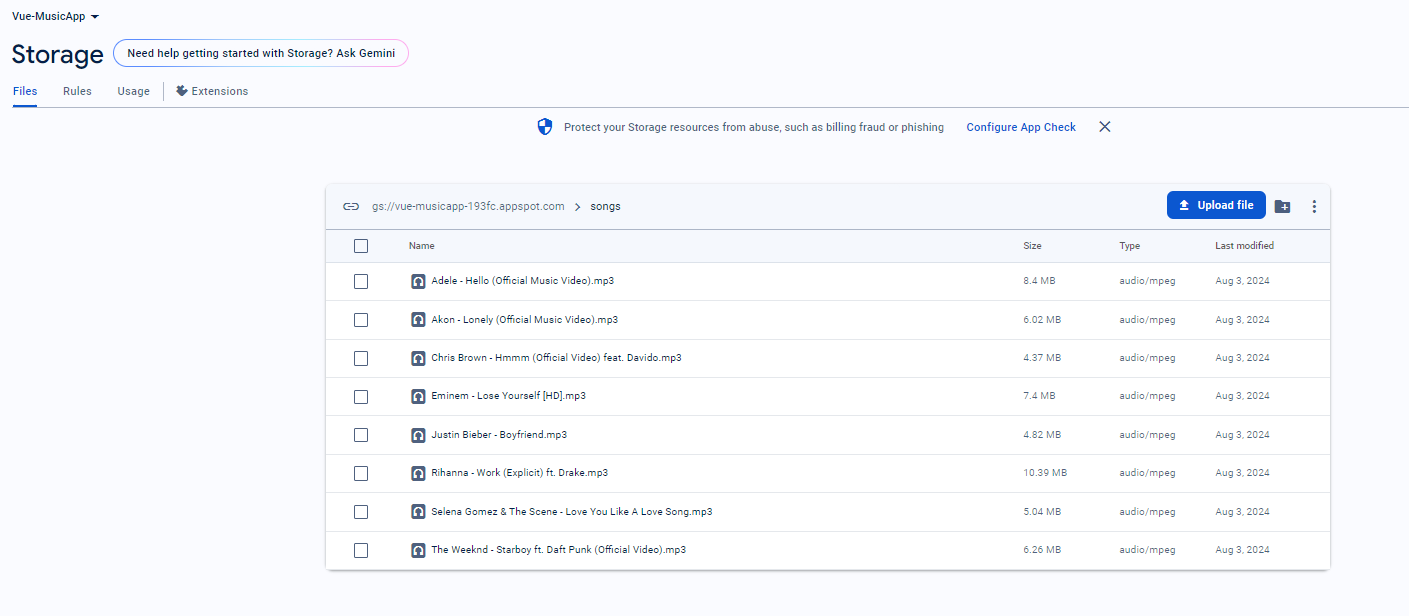 Vue-MusicApp
Storage Need help getting started with Storage? Ask Gemini
Files Rules Usage Extensions
Protect your Storage resources from abuse, such as billing fraud or phishing Configure App Check
gs://vue-musicapp-193fc.appspot.com > songs Upload file
Name Size Type Last modified
Adele - Hello (Official Music Video).mp3 8.4 MB audio/mpeg Aug 3, 2024
Akon - Lonely (Official Music Video).mp3 6.02 MB audio/mpeg Aug 3, 2024
Chris Brown - Hmmm (Official Video) feat. Davido.mp3 4.37 MB audio/mpeg Aug 3, 2024
Eminem - Lose Yourself [HD].mp3 7.4 MB audio/mpeg Aug 3, 2024
Justin Bieber - Boyfriend.mp3 4.82 MB audio/mpeg Aug 3, 2024
Rihanna - Work (Explicit) ft. Drake.mp3 10.39 MB audio/mpeg Aug 3, 2024
Selena Gomez & The Scene - Love You Like A Love Song.mp3 5.04 MB audio/mpeg Aug 3, 2024
The Weeknd - Starboy ft. Daft Punk (Official Video).mp3 6.26 MB audio/mpeg Aug 3, 2024